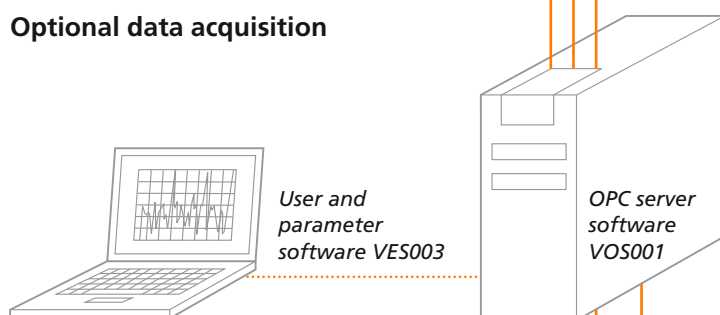 Optional data acquisition
User and
parameter
software VES003
OPC server
software
VOS001